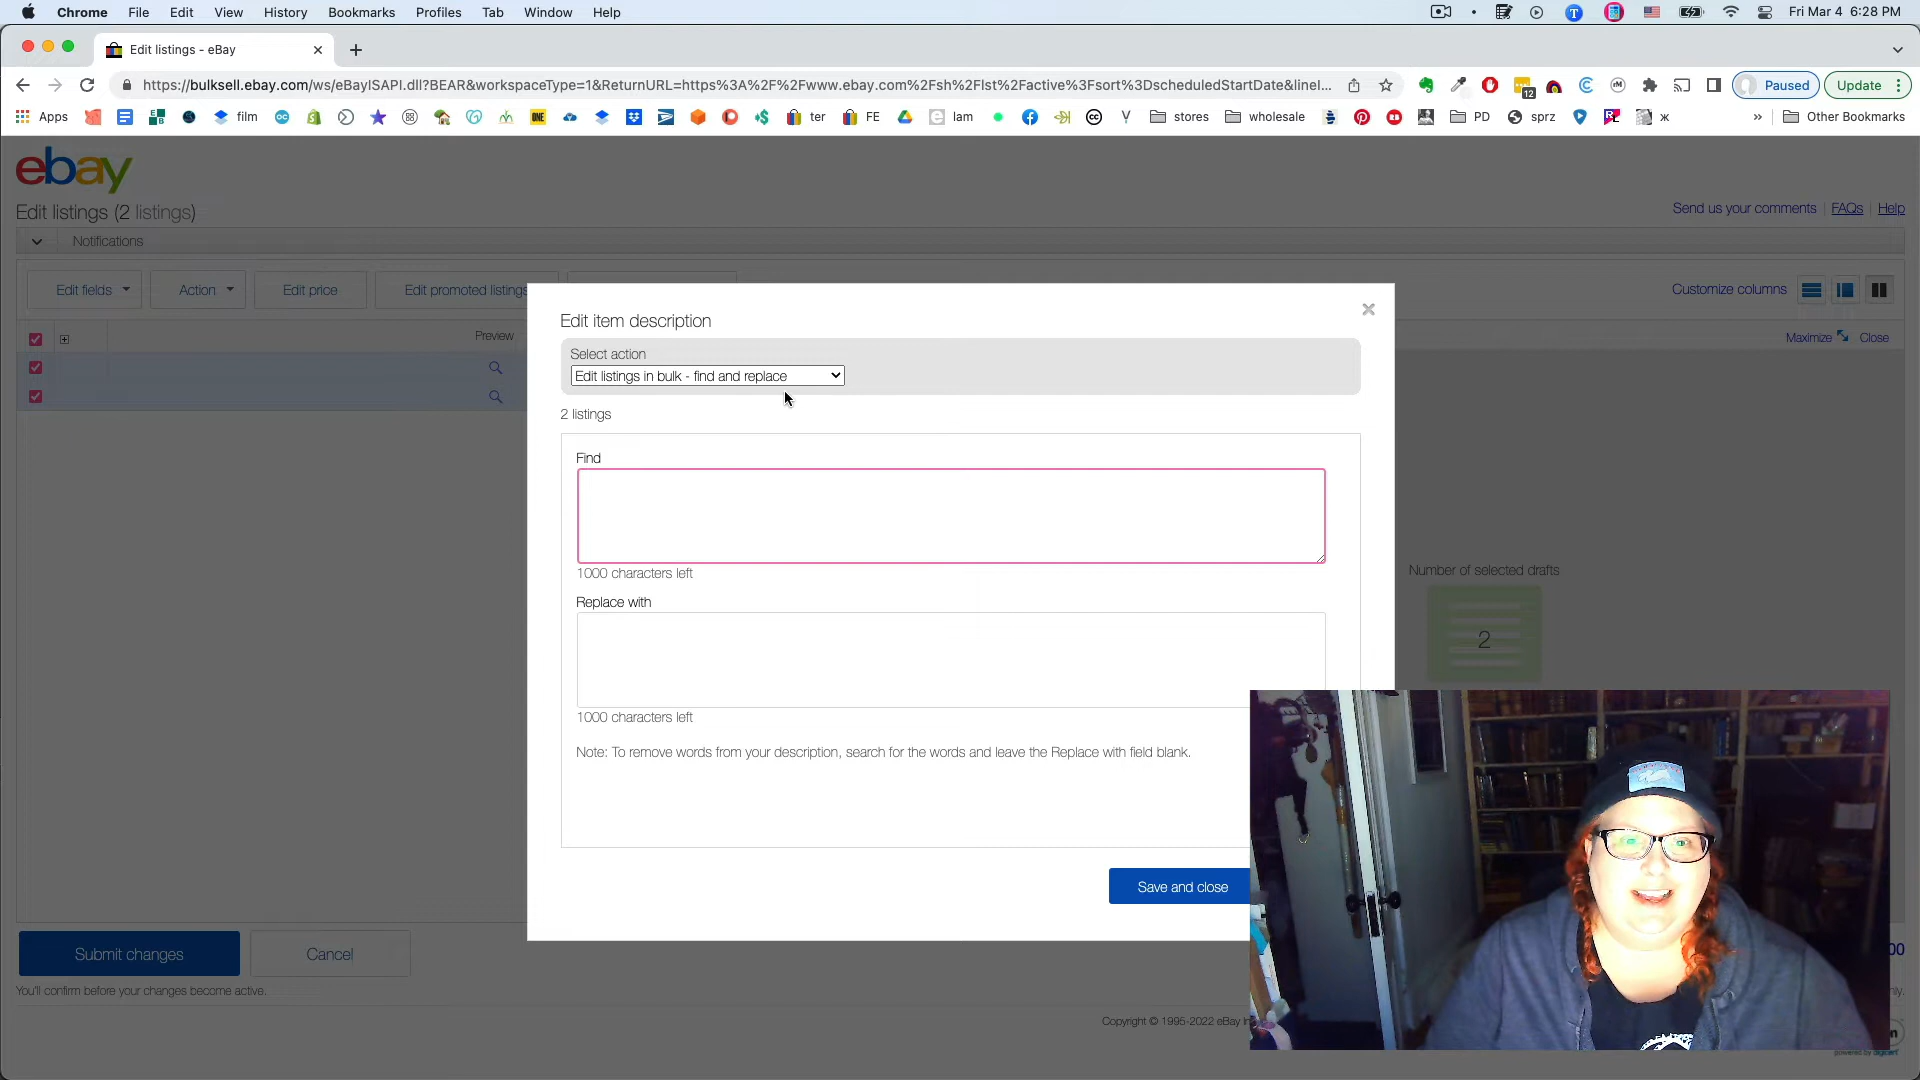 Chrome File Edit View History Bookmarks Profiles Tab Window Help Fri Mar 4 6:28 PM
Edit listings - eBay
https://bulksell.ebay.com/ws/eBayISAPI.dll?BEAR&workspaceType=1&ReturnURL=https%3A%2F%2Fwww.ebay.com%2Fsh%2Flst%2Factive%3Fsort%3DscheduledStartDate&lineI...
12
Paused
Update
Apps film ONE ter FE lam cc V stores wholesale PD sprz ж » Other Bookmarks
ebay
Edit listings (2 listings)
Send us your comments FAQs Help
Notifications
Edit fields Action Edit price Edit promoted listings
Customize columns
Preview
Maximize Close
Edit item description
Select action
Edit listings in bulk - find and replace
2 listings
Find
1000 characters left
Replace with
1000 characters left
Note: To remove words from your description, search for the words and leave the Replace with field blank.
Save and close
Number of selected drafts
2
Submit changes Cancel
You'll confirm before your changes become active.
Copyright © 1995-2022 eBay
powered by digicert